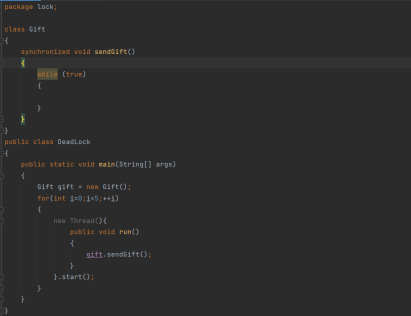 package lock;
class Gift
{
synchronized void sendGift()
{
while (true)
{
}
}
}
public class DeadLock
{
public static void main(String[] args)
{
Gift gift = new Gift();
for(int i=0;i<5;++i)
{
new Thread(){
public void run()
{
gift.sendGift();
}
}.start();
}
}
}